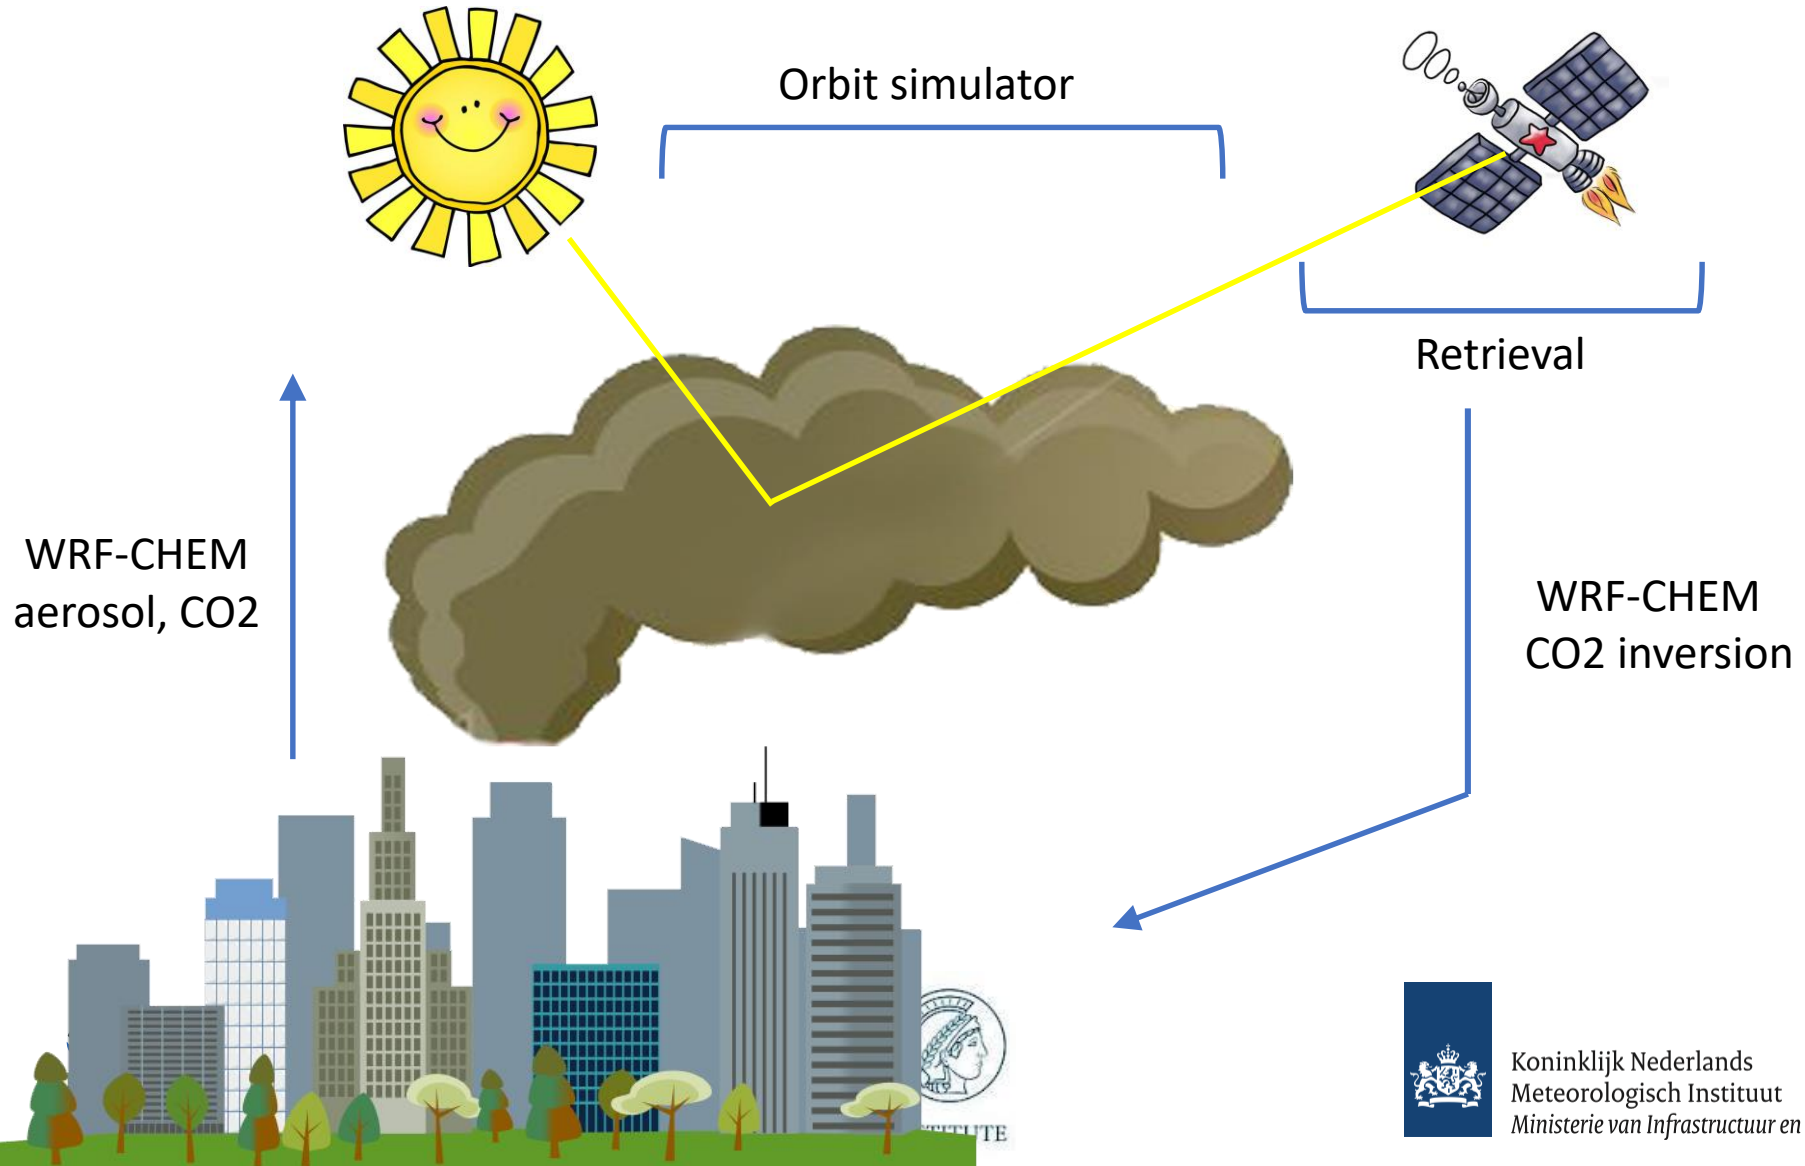 Orbit simulator
Retrieval
WRF-CHEM
aerosol, CO2
WRF-CHEM
CO2 inversion
Koninklijk Nederlands
Meteorologisch Instituut
Ministerie van Infrastructuur en